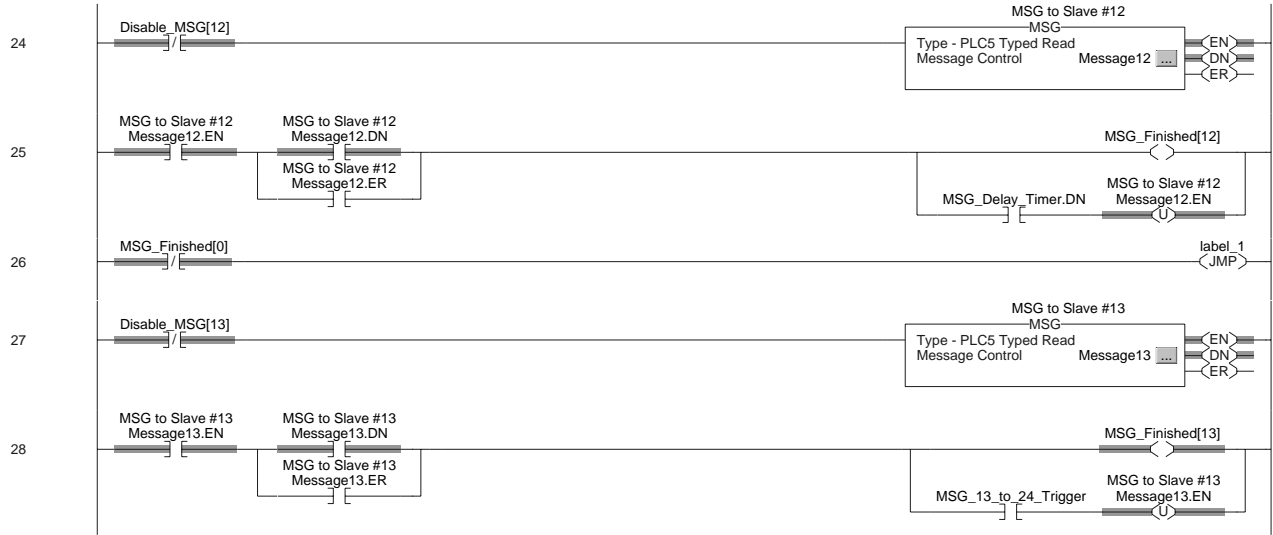 24
Disable_MSG[12]
/
MSG to Slave #12
MSG
Type - PLC5 Typed Read
Message Control Message12 ...
EN
DN
ER
25
MSG to Slave #12
Message12.EN
MSG to Slave #12
Message12.DN
MSG to Slave #12
Message12.ER
MSG_Finished[12]
MSG_Delay_Timer.DN
MSG to Slave #12
Message12.EN
U
26
MSG_Finished[0]
/
label_1
JMP
27
Disable_MSG[13]
/
MSG to Slave #13
MSG
Type - PLC5 Typed Read
Message Control Message13 ...
EN
DN
ER
28
MSG to Slave #13
Message13.EN
MSG to Slave #13
Message13.DN
MSG to Slave #13
Message13.ER
MSG_Finished[13]
MSG_13_to_24_Trigger
MSG to Slave #13
Message13.EN
U